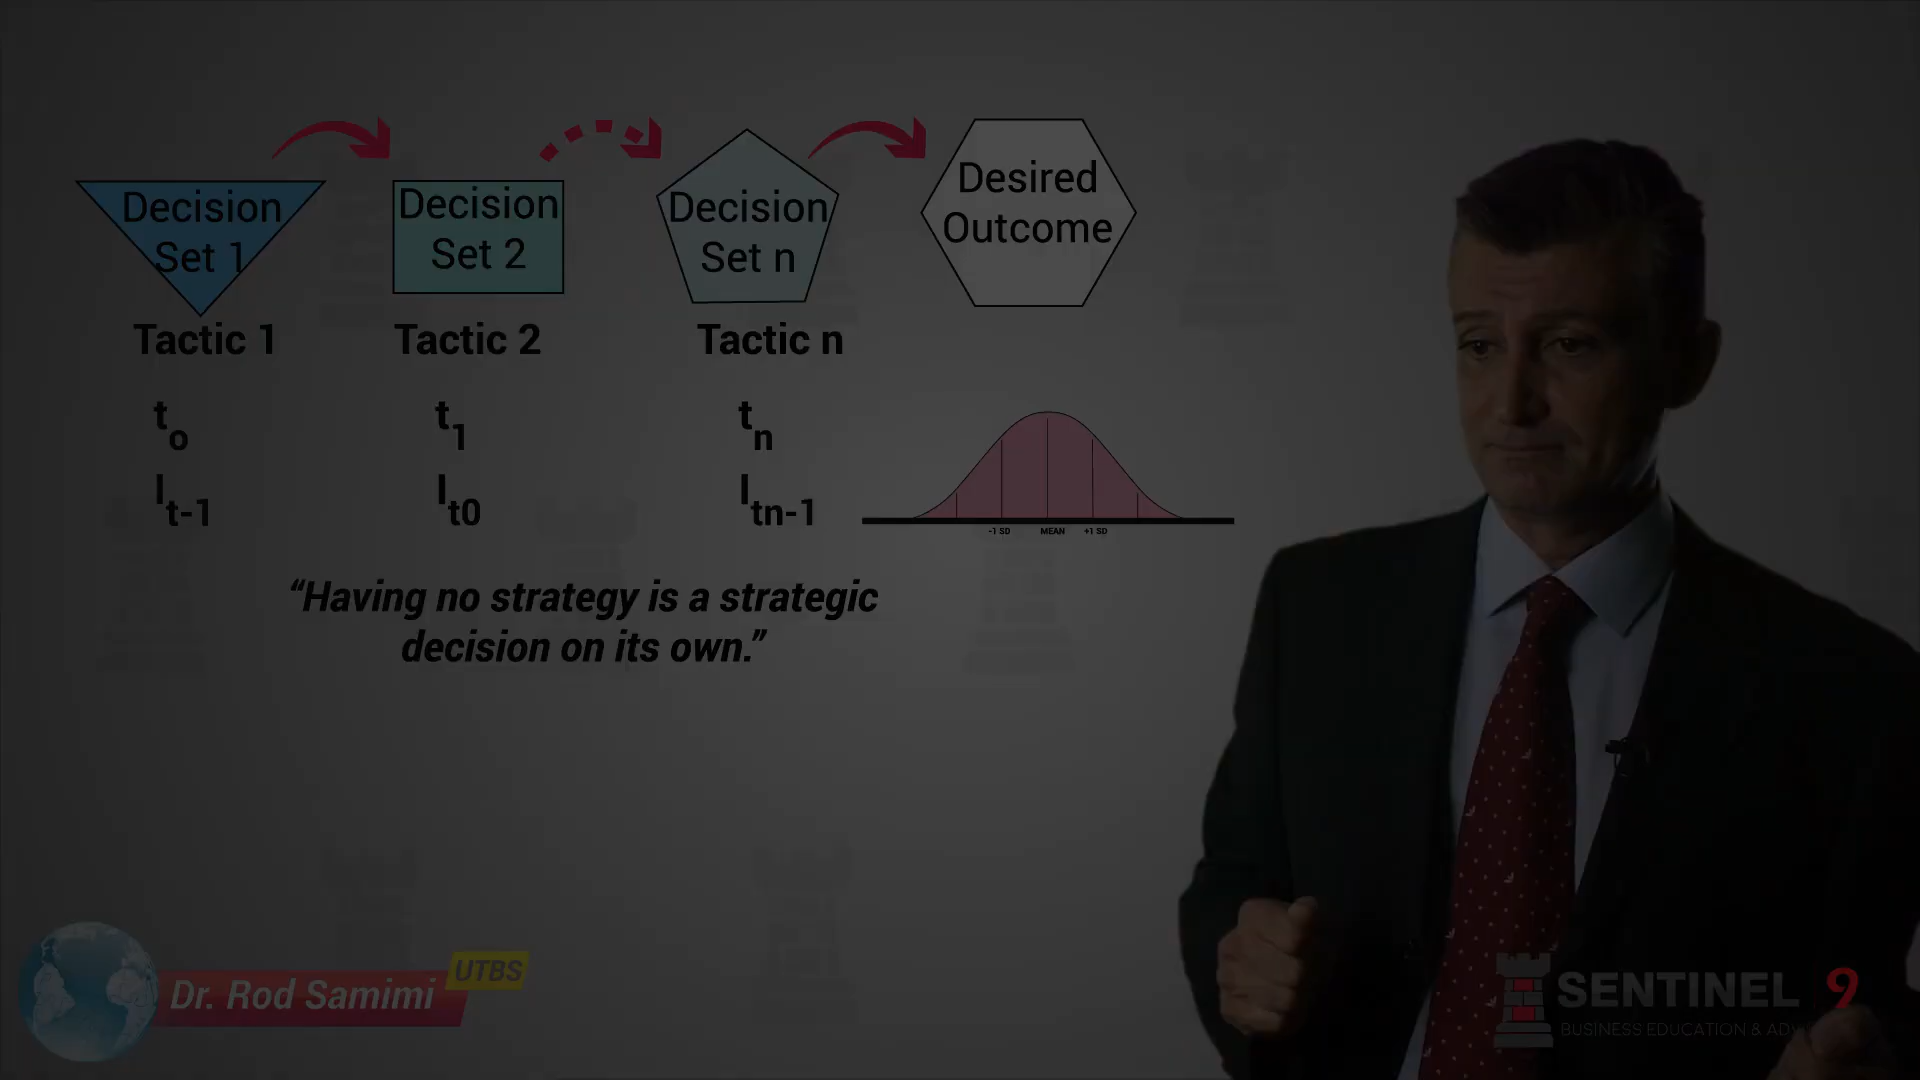 Decision
Set 1
Decision
Set 2
Decision
Set n
Desired
Outcome
Tactic 1
Tactic 2
Tactic n
to
t1
tn
It-1
It0
Itn-1
-1 SD
MEAN
+1 SD
“Having no strategy is a strategic
decision on its own.”
UTBS
Dr. Rod Samimi
SENTINEL 9
BUSINESS EDUCATION & ADV